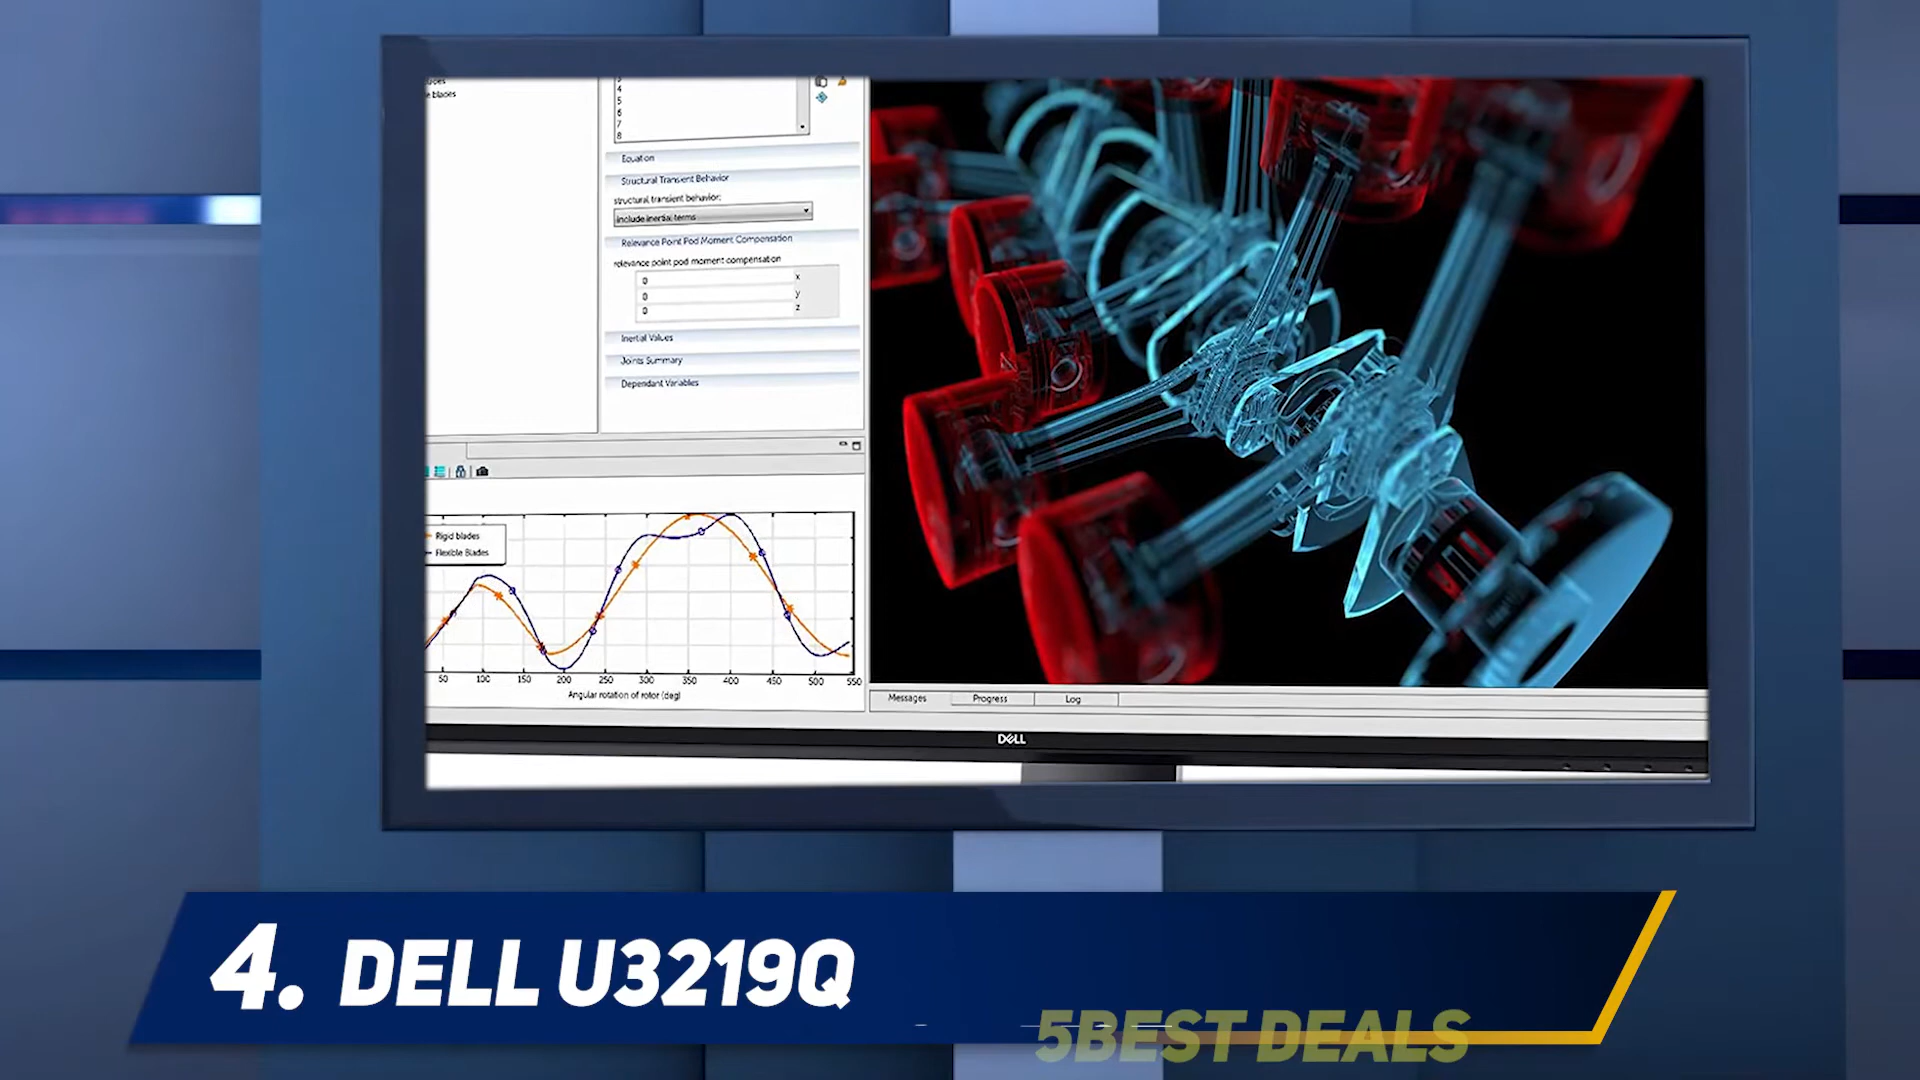 e blades
4
5
6
7
8
Equation
Structural Transient Behavior
structural transient behavior:
include inertial terms
Relevance Point Pod Moment Compensation
relevance point pod moment compensation
0 x
0 y
0 z
Inertial Values
Joints Summary
Dependant Variables
Rigid blades
Flexible Blades
50 100 150 200 250 300 350 400 450 500 550
Angular rotation of rotor (deg)
Messages Progress Log
DELL
4. DELL U3219Q
5BEST DEALS